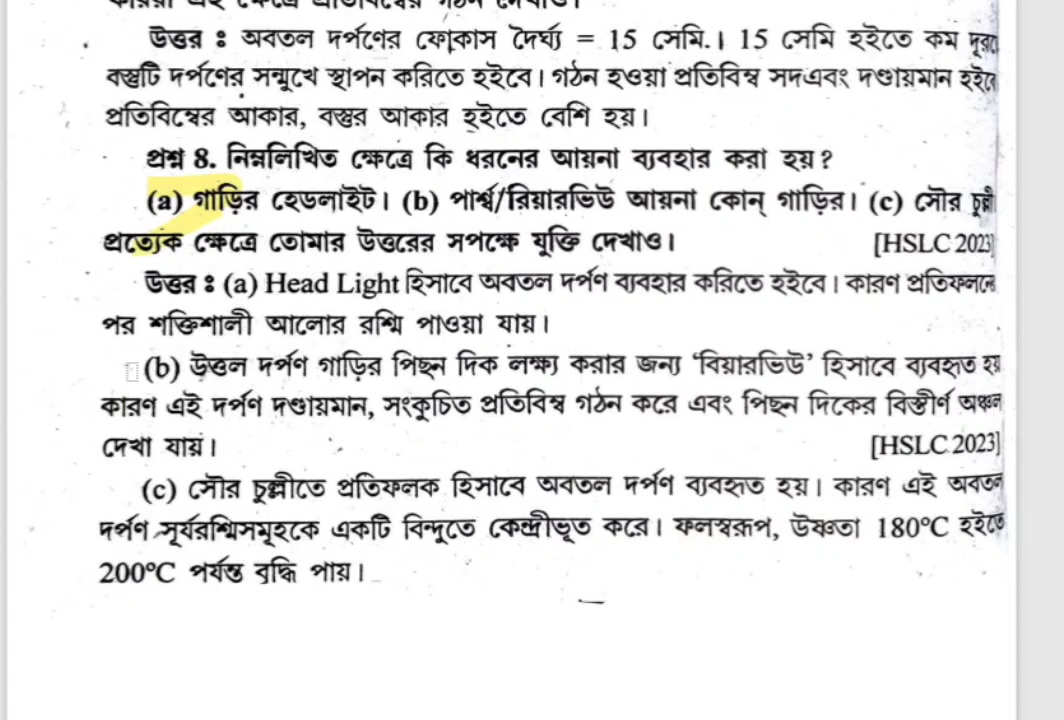 উত্তর ঃ অবতল দর্পণের ফোকাস দৈর্ঘ্য = 15 সেমি.। 15 সেমি হইতে কম
বস্তুটি দর্পণের সন্মুখে স্থাপন করিতে হইবে। গঠন হওয়া প্রতিবিম্ব সদএবং দণ্ডায়মান হইবে
প্রতিবিম্বের আকার, বস্তুর আকার হইতে বেশি হয়।
প্রশ্ন 8. নিম্নলিখিত ক্ষেত্রে কি ধরনের আয়না ব্যবহার করা হয় ?
(a) গাড়ির হেডলাইট। (b) পার্শ্ব/রিয়ারভিউ আয়না কোন্ গাড়ির। (c) সৌর চুল্লী
প্রত্যেক ক্ষেত্রে তোমার উত্তরের সপক্ষে যুক্তি দেখাও। [HSLC 2023]
উত্তর ঃ (a) Head Light হিসাবে অবতল দর্পণ ব্যবহার করিতে হইবে। কারণ প্রতিফলনে
পর শক্তিশালী আলোর রশ্মি পাওয়া যায়।
(b) উত্তল দর্পণ গাড়ির পিছন দিক লক্ষ্য করার জন্য ‘বিয়ারভিউ’ হিসাবে ব্যবহৃত হয়
কারণ এই দর্পণ দণ্ডায়মান, সংকুচিত প্রতিবিম্ব গঠন করে এবং পিছন দিকের বিস্তীর্ণ অঞ্চল
দেখা যায়। [HSLC 2023]
(c) সৌর চুল্লীতে প্রতিফলক হিসাবে অবতল দর্পণ ব্যবহৃত হয়। কারণ এই অবতল
দর্পণ সূর্যরশ্মিসমূহকে একটি বিন্দুতে কেন্দ্রীভূত করে। ফলস্বরূপ, উষ্ণতা 180°C হইতে
200°C পর্যন্ত বৃদ্ধি পায়।